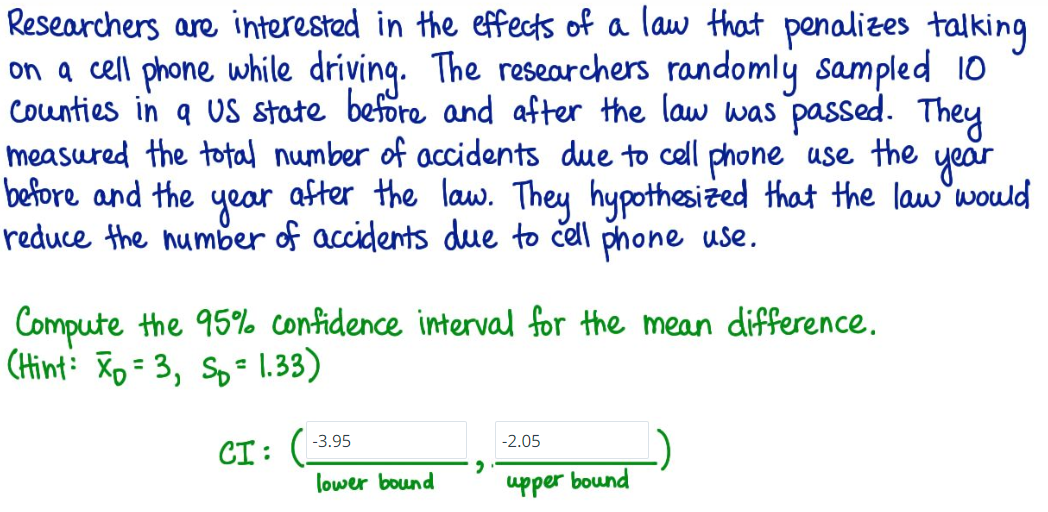 Researchers are interested in the effects of a law that penalizes talking
on a cell phone while driving. The researchers randomly sampled 10
counties in a US state before and after the law was passed. They
measured the total number of accidents due to cell phone use the year
before and the year after the law. They hypothesized that the law would
reduce the number of accidents due to cell phone use.
Compute the 95% confidence interval for the mean difference.
(Hint: x̄_D = 3, S_D = 1.33)
CI: ( -3.95 , -2.05 )
lower bound upper bound